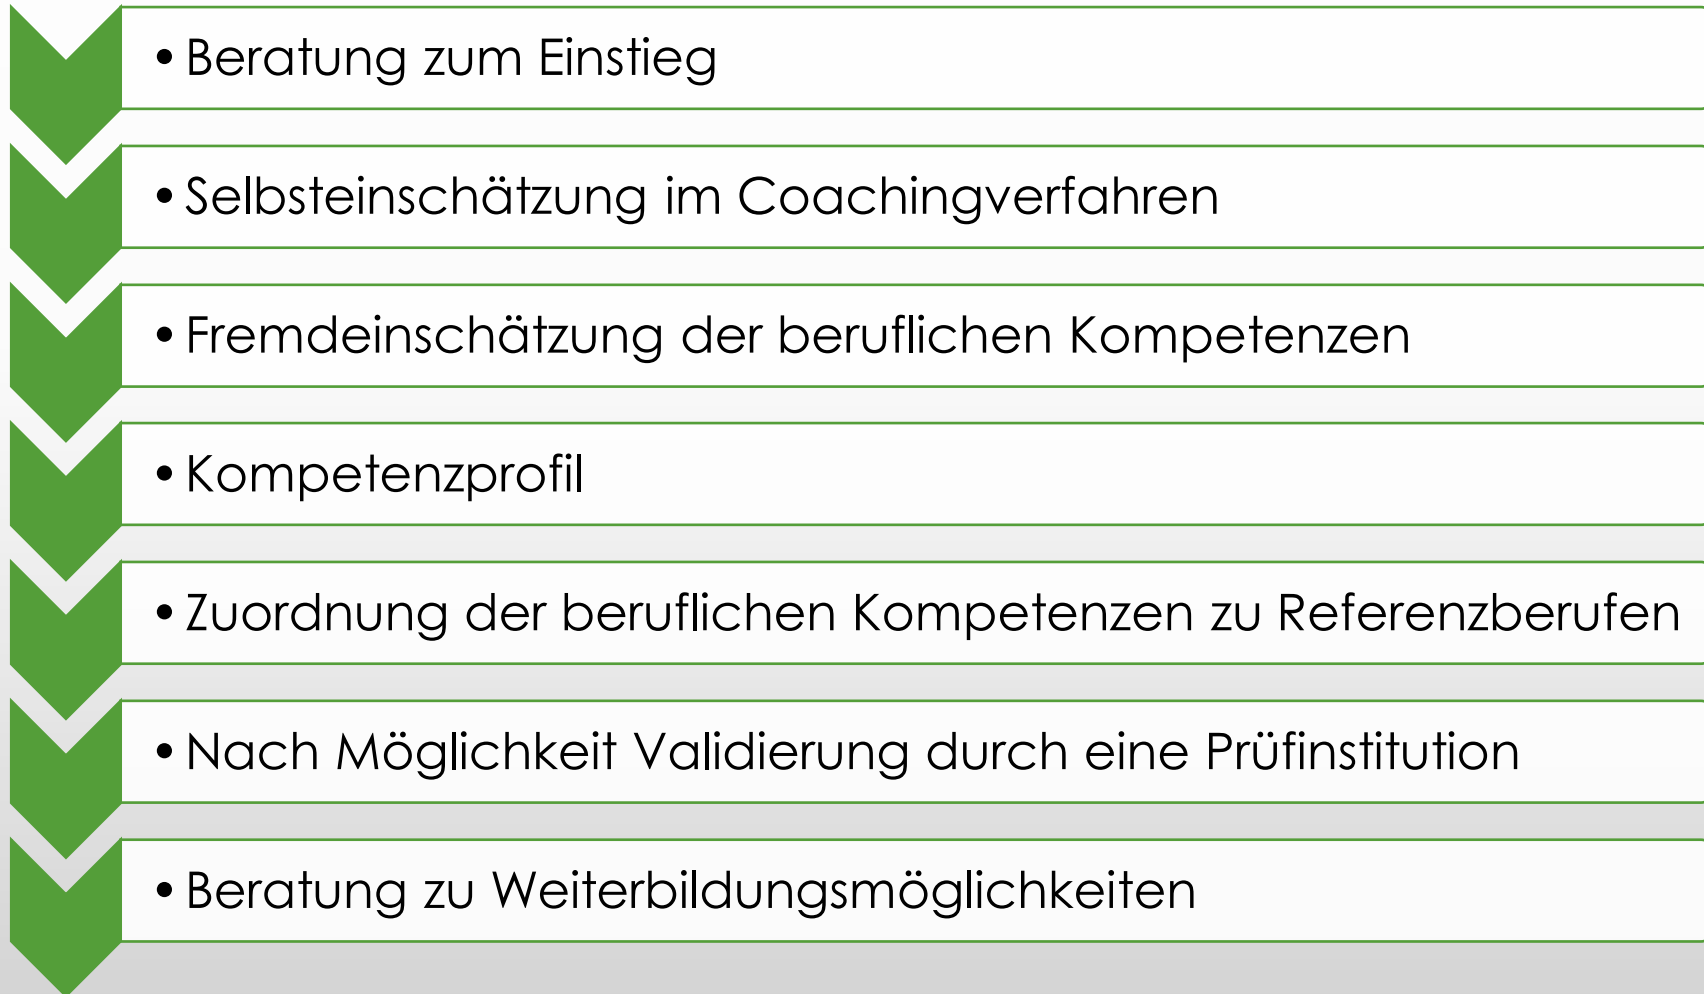 • Beratung zum Einstieg
• Selbsteinschätzung im Coachingverfahren
• Fremdeinschätzung der beruflichen Kompetenzen
• Kompetenzprofil
• Zuordnung der beruflichen Kompetenzen zu Referenzberufen
• Nach Möglichkeit Validierung durch eine Prüfinstitution
• Beratung zu Weiterbildungsmöglichkeiten